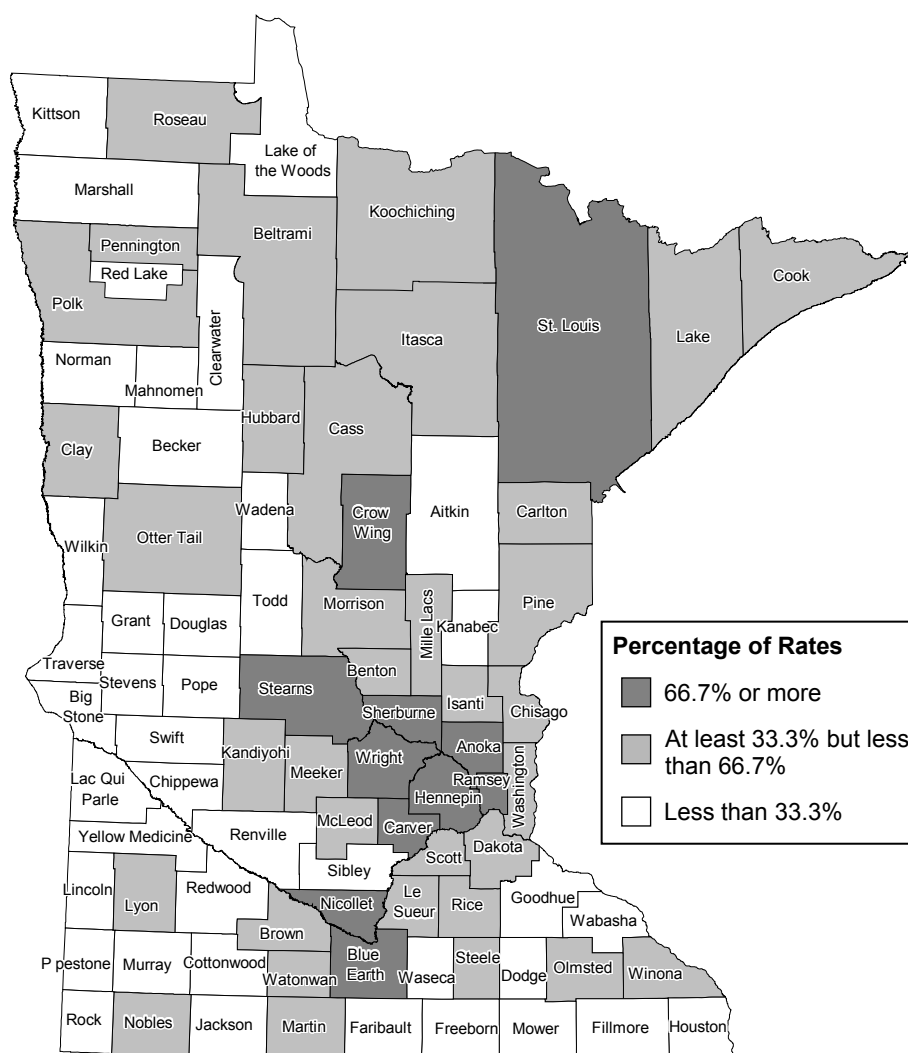 Kittson
Roseau
Lake of
the Woods
Marshall
Koochiching
Beltrami
Pennington
Red Lake
Polk
Cook
St. Louis
Lake
Itasca
Clearwater
Norman
Mahnomen
Hubbard
Cass
Clay
Becker
Wadena
Crow
Wing
Aitkin
Carlton
Otter Tail
Wilkin
Todd
Morrison
Mille Lacs
Kanabec
Pine
Grant
Douglas
Traverse
Stevens
Pope
Stearns
Benton
Isanti
Chisago
Big
Stone
Sherburne
Swift
Kandiyohi
Meeker
Wright
Anoka
Ramsey
Washington
Hennepin
Lac Qui
Parle
Chippewa
Yellow Medicine
Renville
McLeod
Carver
Scott
Dakota
Sibley
Lincoln
Lyon
Redwood
Nicollet
Le
Sueur
Rice
Goodhue
Wabasha
Brown
P pestone
Murray
Cottonwood
Watonwan
Blue
Earth
Waseca
Steele
Dodge
Olmsted
Winona
Rock
Nobles
Jackson
Martin
Faribault
Freeborn
Mower
Fillmore
Houston
Percentage of Rates
66.7% or more
At least 33.3% but less
than 66.7%
Less than 33.3%